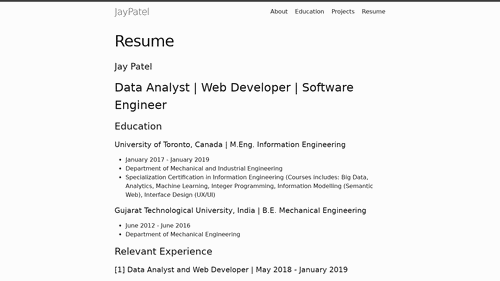 JayPatel
About Education Projects Resume
Resume
Jay Patel
Data Analyst | Web Developer | Software
Engineer
Education
University of Toronto, Canada | M.Eng. Information Engineering
January 2017 - January 2019
Department of Mechanical and Industrial Engineering
Specialization Certification in Information Engineering (Courses includes: Big Data,
Analytics, Machine Learning, Integer Programming, Information Modelling (Semantic
Web), Interface Design (UX/UI)
Gujarat Technological University, India | B.E. Mechanical Engineering
June 2012 - June 2016
Department of Mechanical Engineering
Relevant Experience
[1] Data Analyst and Web Developer | May 2018 - January 2019